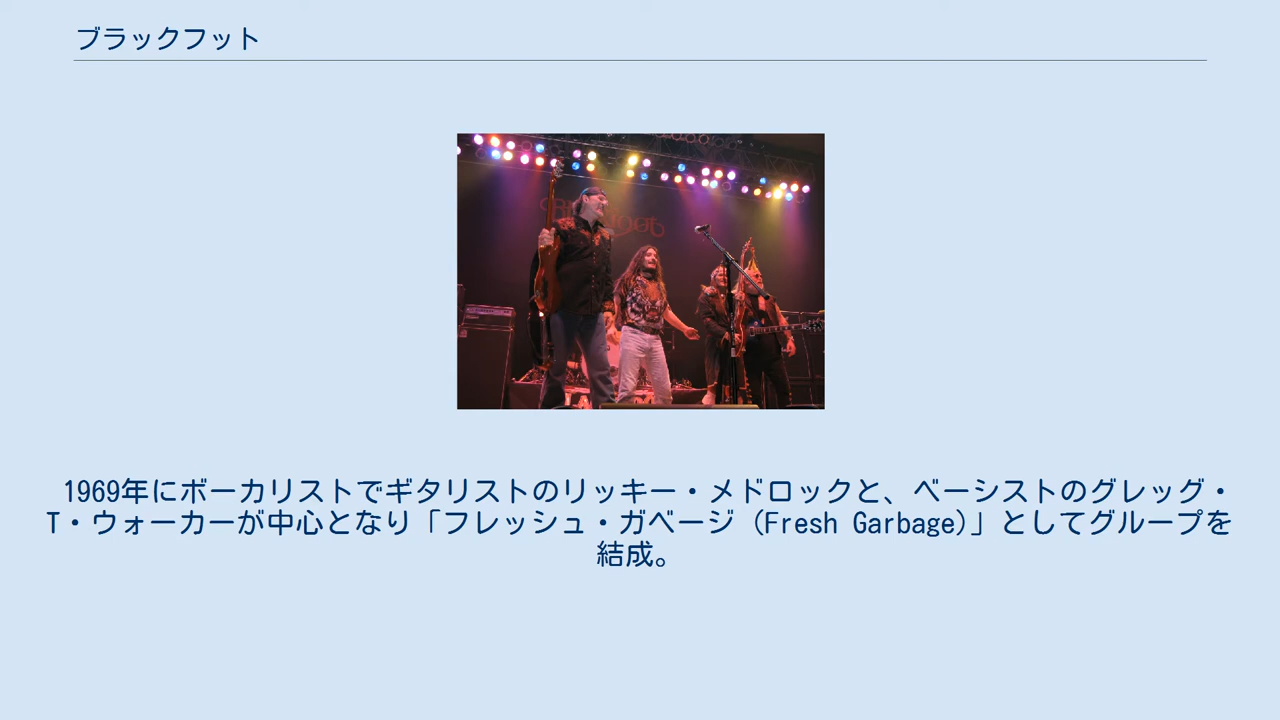 ブラックフット
1969年にボーカリストでギタリストのリッキー・メドロックと、ベーシストのグレッグ・
T・ウォーカーが中心となり「フレッシュ・ガベージ (Fresh Garbage)」としてグループを
結成。